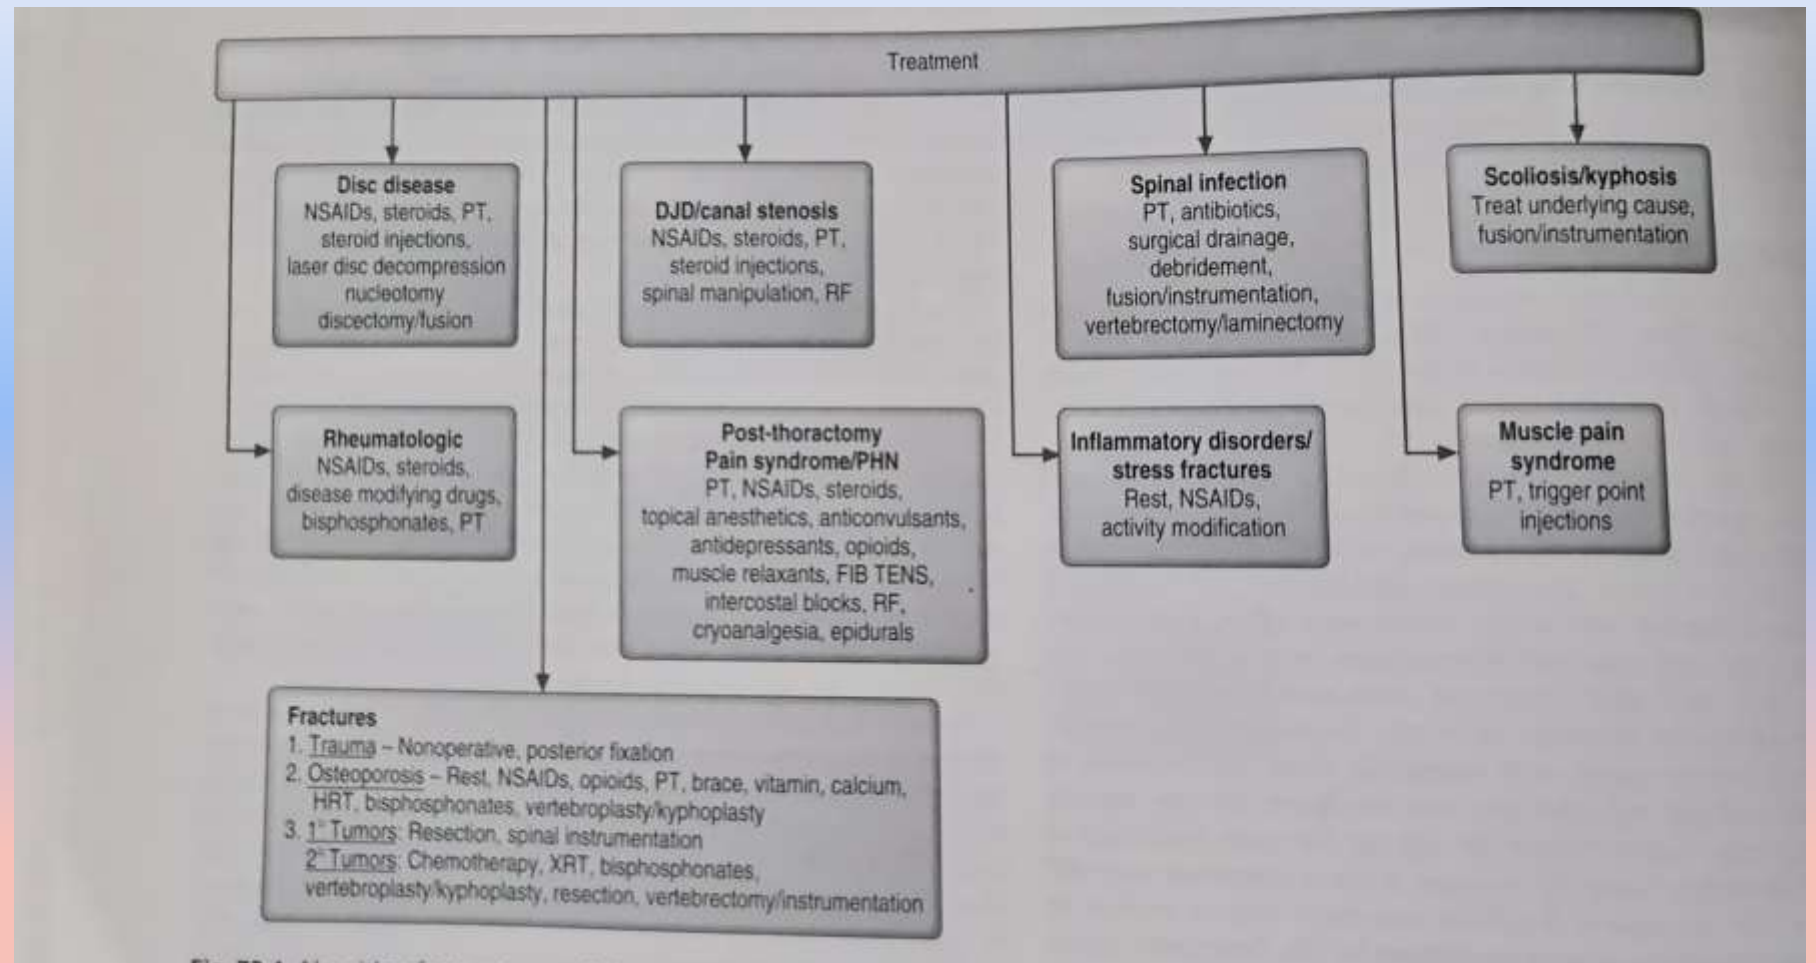 Treatment
Disc disease
NSAIDs, steroids, PT,
steroid injections,
laser disc decompression
nucleotomy
discectomy/fusion
DJD/canal stenosis
NSAIDs, steroids, PT,
steroid injections,
spinal manipulation, RF
Spinal infection
PT, antibiotics,
surgical drainage,
debridement,
fusion/instrumentation,
vertebrectomy/laminectomy
Scoliosis/kyphosis
Treat underlying cause,
fusion/instrumentation
Rheumatologic
NSAIDs, steroids,
disease modifying drugs,
bisphosphonates, PT
Post-thoractomy
Pain syndrome/PHN
PT, NSAIDs, steroids,
topical anesthetics, anticonvulsants,
antidepressants, opioids,
muscle relaxants, FIB TENS,
intercostal blocks, RF,
cryoanalgesia, epidurals
Inflammatory disorders/
stress fractures
Rest, NSAIDs,
activity modification
Muscle pain
syndrome
PT, trigger point
injections
Fractures
1. Trauma – Nonoperative, posterior fixation
2. Osteoporosis – Rest, NSAIDs, opioids, PT, brace, vitamin, calcium,
HRT, bisphosphonates, vertebroplasty/kyphoplasty
3. 1° Tumors: Resection, spinal instrumentation
2° Tumors: Chemotherapy, XRT, bisphosphonates,
vertebroplasty/kyphoplasty, resection, vertebrectomy/instrumentation